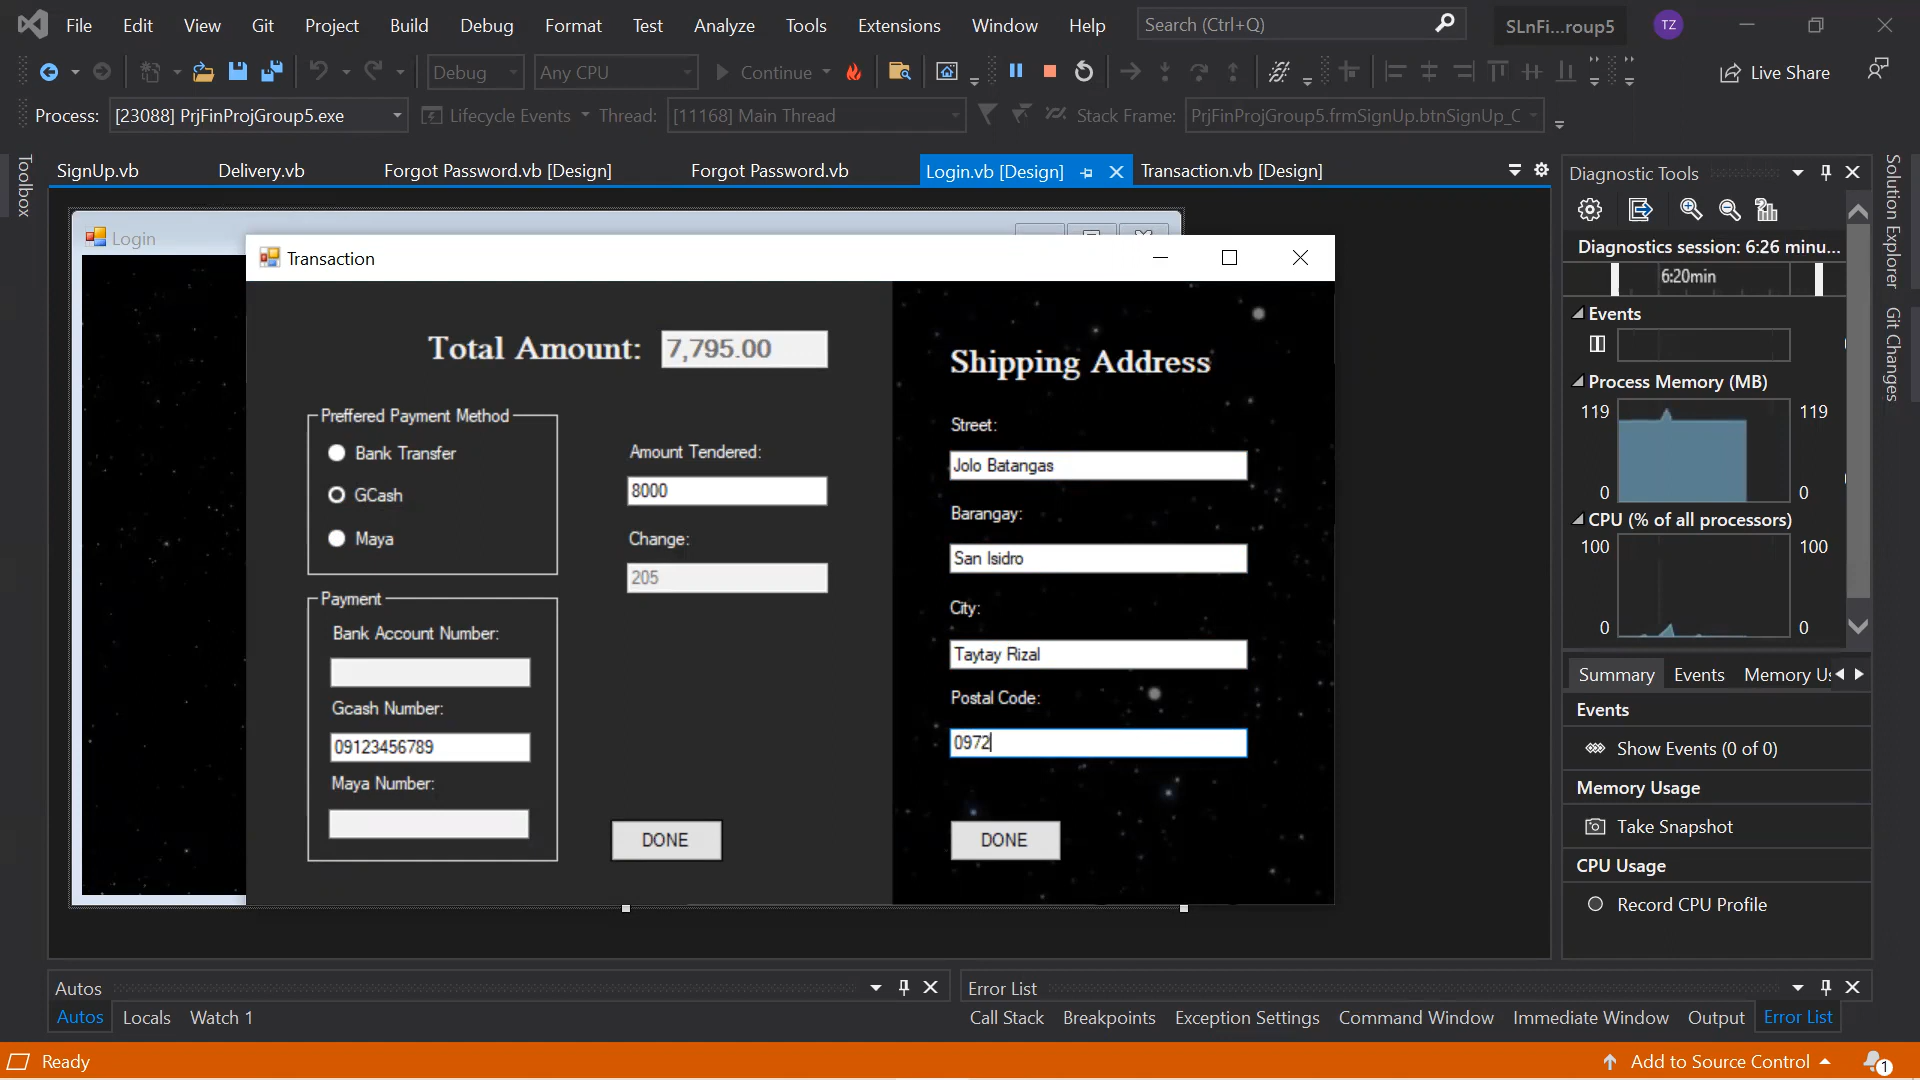 File Edit View Git Project Build Debug Format Test Analyze Tools Extensions Window Help Search (Ctrl+Q) SLnFi...roup5 TZ
Debug Any CPU Continue Live Share
Process: [23088] PrjFinProjGroup5.exe Lifecycle Events Thread: [11168] Main Thread Stack Frame: PrjFinProjGroup5.frmSignUp.btnSignUp_C
Toolbox
SignUp.vb Delivery.vb Forgot Password.vb [Design] Forgot Password.vb Login.vb [Design] Transaction.vb [Design]
Login
Transaction
Total Amount: 7,795.00
Preffered Payment Method
Bank Transfer
GCash
Maya
Amount Tendered:
8000
Change:
205
Payment
Bank Account Number:
Gcash Number:
09123456789
Maya Number:
DONE
Shipping Address
Street:
Jolo Batangas
Barangay:
San Isidro
City:
Taytay Rizal
Postal Code:
0972
DONE
Diagnostic Tools
Diagnostics session: 6:26 minu...
6:20min
Events
Process Memory (MB)
119 119
0 0
CPU (% of all processors)
100 100
0 0
Summary Events Memory Us
Events
Show Events (0 of 0)
Memory Usage
Take Snapshot
CPU Usage
Record CPU Profile
Solution Explorer
Git Changes
Autos
Autos Locals Watch 1
Error List
Call Stack Breakpoints Exception Settings Command Window Immediate Window Output Error List
Ready Add to Source Control 1